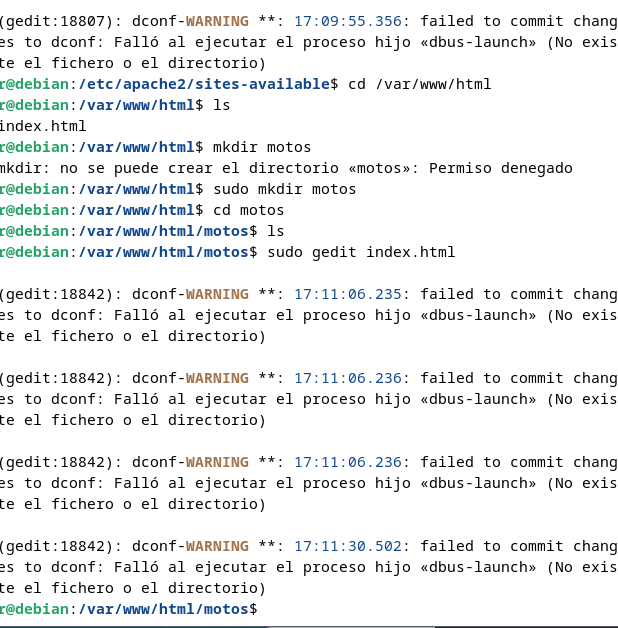 (gedit:18807): dconf-WARNING **: 17:09:55.356: failed to commit chang
es to dconf: Falló al ejecutar el proceso hijo «dbus-launch» (No exis
te el fichero o el directorio)
r@debian:/etc/apache2/sites-available$ cd /var/www/html
r@debian:/var/www/html$ ls
index.html
r@debian:/var/www/html$ mkdir motos
mkdir: no se puede crear el directorio «motos»: Permiso denegado
r@debian:/var/www/html$ sudo mkdir motos
r@debian:/var/www/html$ cd motos
r@debian:/var/www/html/motos$ ls
r@debian:/var/www/html/motos$ sudo gedit index.html
(gedit:18842): dconf-WARNING **: 17:11:06.235: failed to commit chang
es to dconf: Falló al ejecutar el proceso hijo «dbus-launch» (No exis
te el fichero o el directorio)
(gedit:18842): dconf-WARNING **: 17:11:06.236: failed to commit chang
es to dconf: Falló al ejecutar el proceso hijo «dbus-launch» (No exis
te el fichero o el directorio)
(gedit:18842): dconf-WARNING **: 17:11:06.236: failed to commit chang
es to dconf: Falló al ejecutar el proceso hijo «dbus-launch» (No exis
te el fichero o el directorio)
(gedit:18842): dconf-WARNING **: 17:11:30.502: failed to commit chang
es to dconf: Falló al ejecutar el proceso hijo «dbus-launch» (No exis
te el fichero o el directorio)
r@debian:/var/www/html/motos$